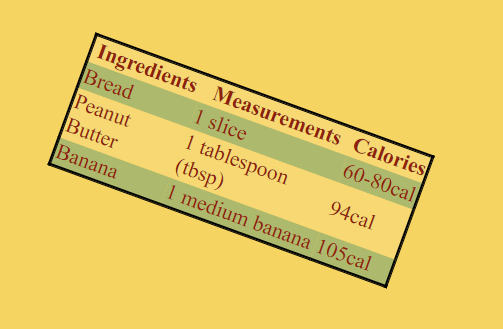 Ingredients Measurements Calories
Bread 1 slice 60-80cal
Peanut
Butter 1 tablespoon
(tbsp) 94cal
Banana 1 medium banana 105cal